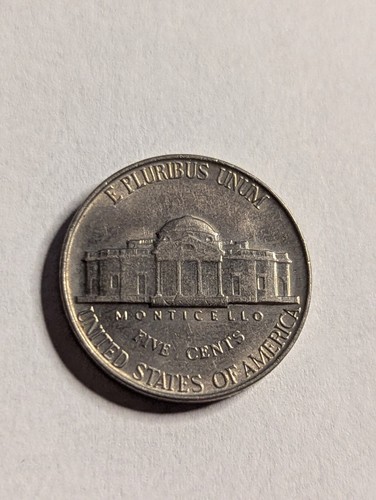 E PLURIBUS UNUM
MONTICELLO
FIVE CENTS
UNITED STATES OF AMERICA